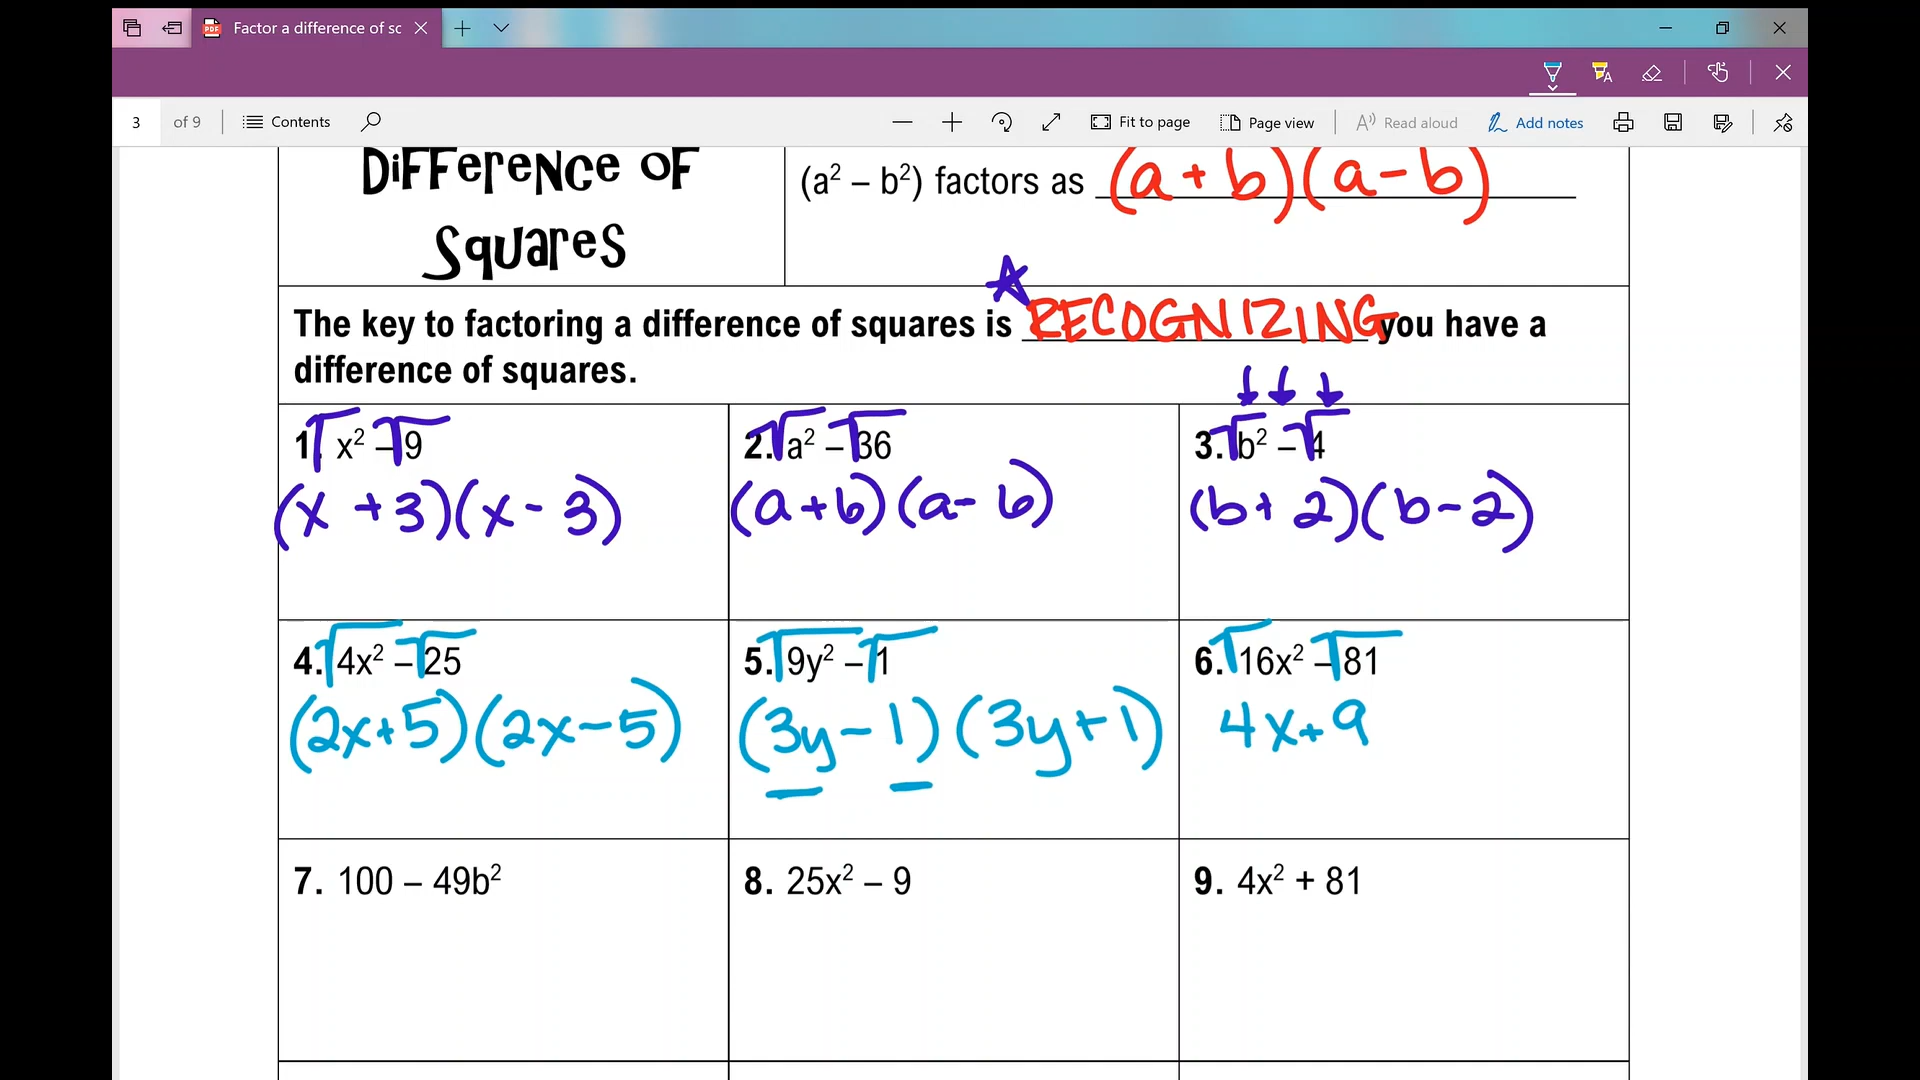 Factor a difference of sc
3 of 9 Contents Fit to page Page view Read aloud Add notes
Difference of
Squares
(a² – b²) factors as (a+b)(a-b)
The key to factoring a difference of squares is RECOGNIZING you have a
difference of squares.
1. √x² – √9
(x +3)(x - 3)
2. √a² – √36
(a+6)(a- 6)
3. √b² – √4
(b+ 2)(b-2)
4. √4x² – √25
(2x+5)(2x-5)
5. √9y² – √1
(3y-1)(3y+1)
6. √16x² – √81
4x+9
7. 100 – 49b²
8. 25x² – 9
9. 4x² + 81